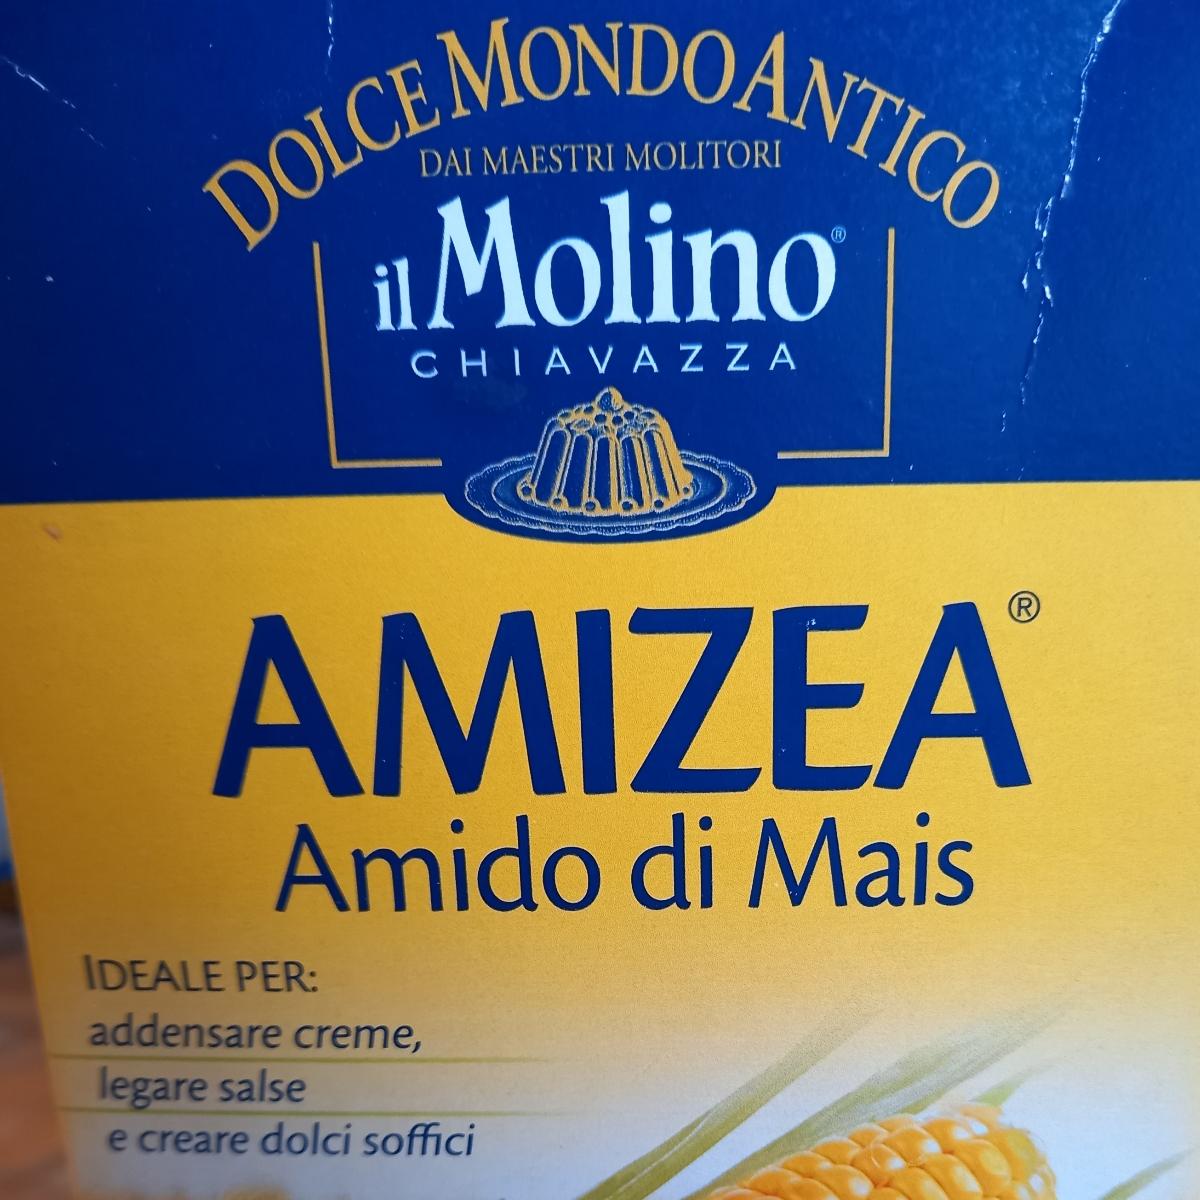 DOLCE MONDO ANTICO
DAI MAESTRI MOLITORI
il Molino®
CHIAVAZZA
AMIZEA®
Amido di Mais
IDEALE PER:
addensare creme,
legare salse
e creare dolci soffici